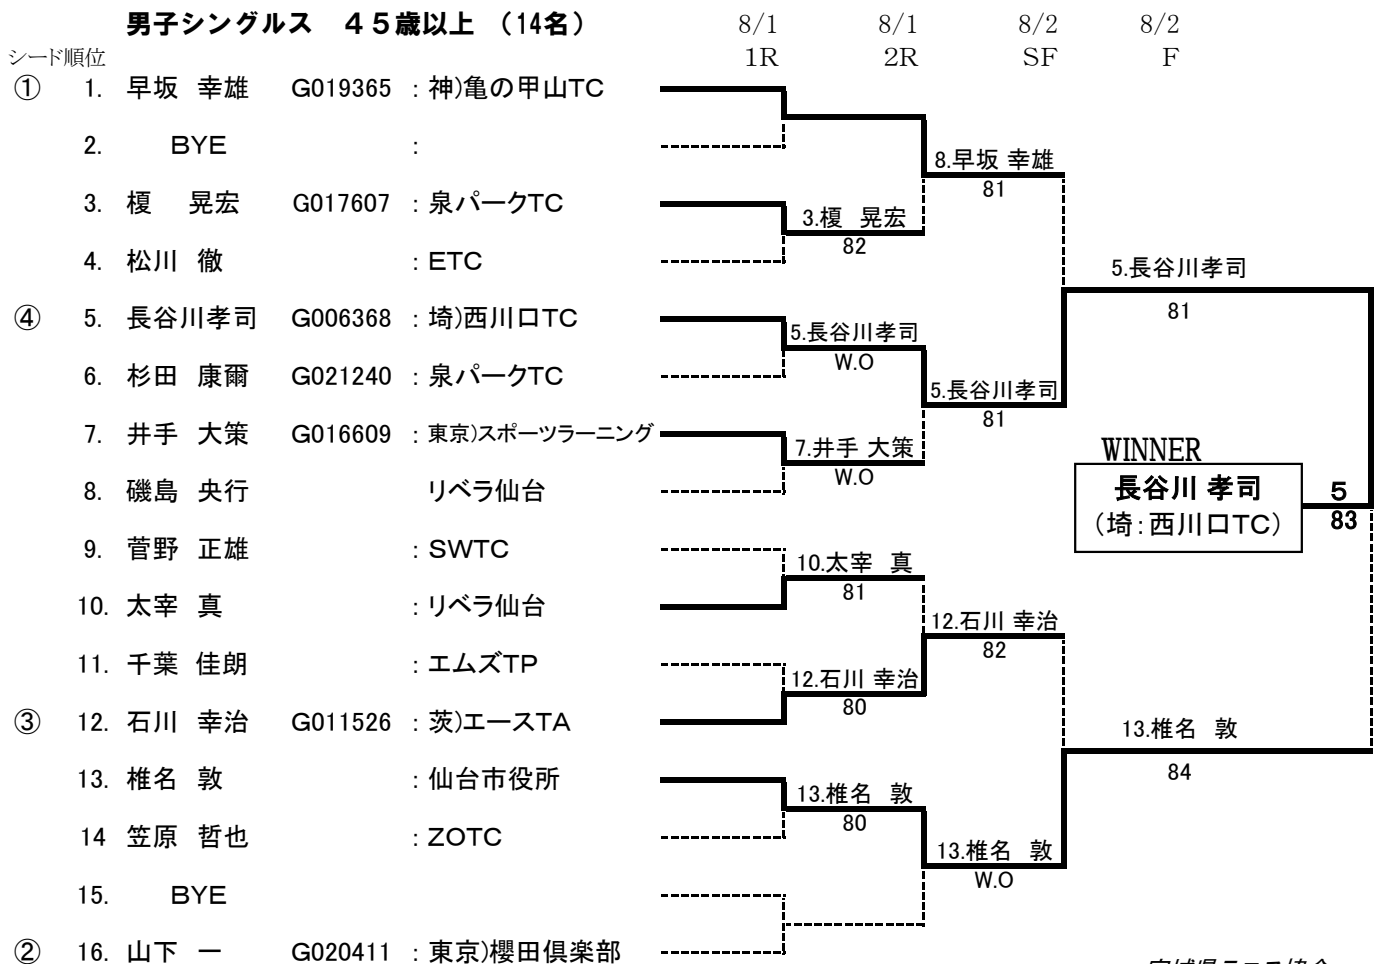 男子シングルス　４５歳以上　（14名） 8/1 8/1 8/2 8/2
シード順位 1R 2R SF F
① 1. 早坂 幸雄 G019365 : 神)亀の甲山TC
2. BYE :
8.早坂 幸雄
81
3. 榎 晃宏 G017607 : 泉パークTC
3.榎 晃宏
82
4. 松川 徹 : ETC
5.長谷川孝司
81
④ 5. 長谷川孝司 G006368 : 埼)西川口TC
5.長谷川孝司
W.O
6. 杉田 康爾 G021240 : 泉パークTC
5.長谷川孝司
81
7. 井手 大策 G016609 : 東京)スポーツラーニング
7.井手 大策
W.O
WINNER
長谷川 孝司
（埼：西川口TC）
5
83
8. 磯島 央行 リベラ仙台
9. 菅野 正雄 : SWTC
10.太宰 真
81
10. 太宰 真 : リベラ仙台
12.石川 幸治
82
11. 千葉 佳朗 : エムズTP
12.石川 幸治
80
③ 12. 石川 幸治 G011526 : 茨)エースTA
13.椎名 敦
84
13. 椎名 敦 : 仙台市役所
13.椎名 敦
80
14 笠原 哲也 : ZOTC
13.椎名 敦
W.O
15. BYE
② 16. 山下 一 G020411 : 東京)櫻田倶楽部